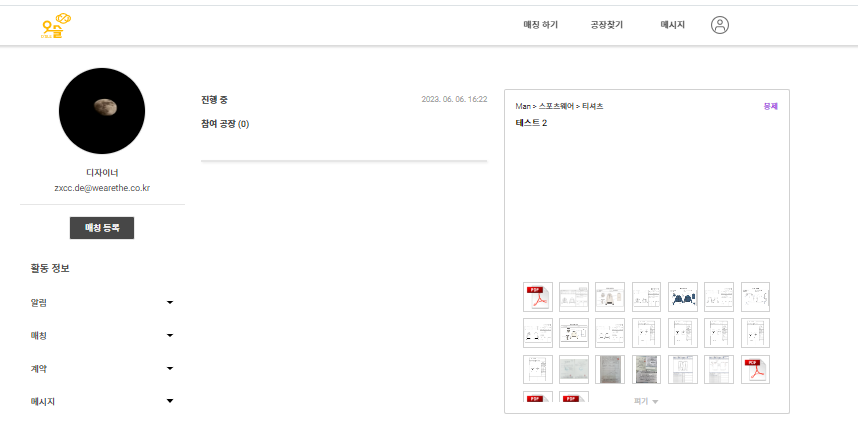 오슬
매칭 하기
공장찾기
메시지
디자이너
zxcc.de@wearethe.co.kr
매칭 등록
활동 정보
알림
매칭
계약
메시지
진행 중
2023. 06. 06. 16:22
참여 공장 (0)
Man > 스포츠웨어 > 티셔츠
봉제
테스트 2
PDF
PDF
PDF
PDF
펴기